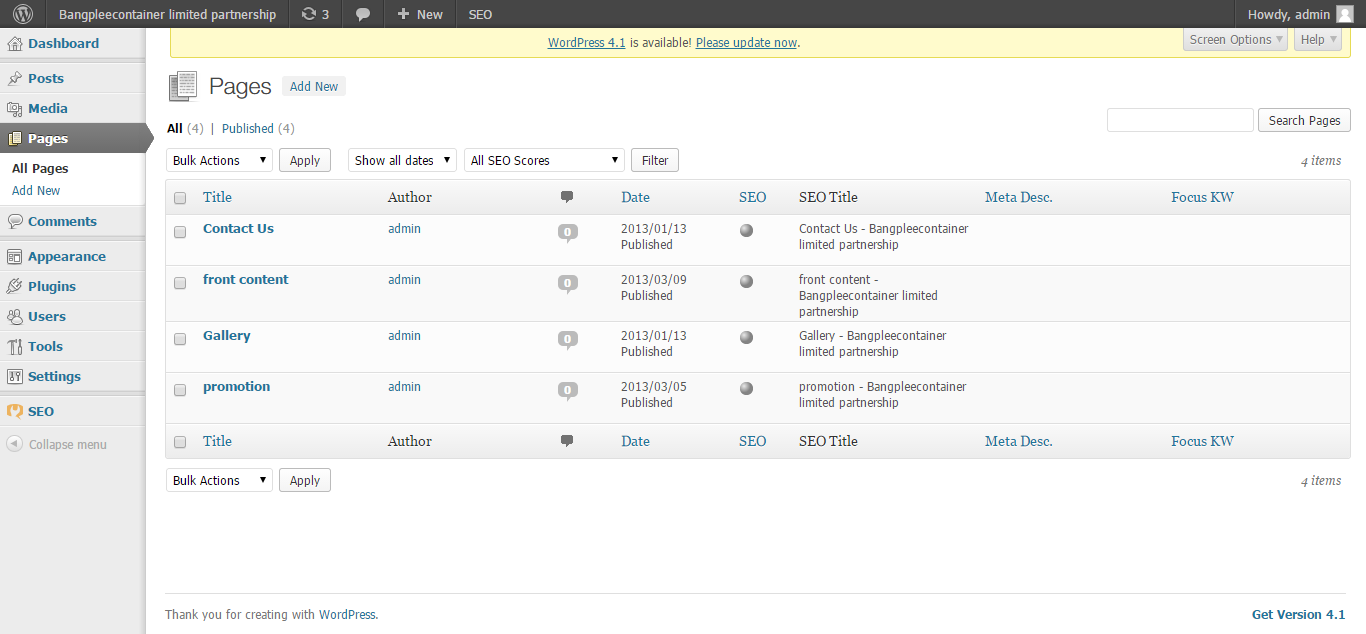 Bangpleecontainer limited partnership 3 New SEO Howdy, admin
WordPress 4.1 is available! Please update now.
Screen Options Help
Dashboard
Posts
Media
Pages
All Pages
Add New
Comments
Appearance
Plugins
Users
Tools
Settings
SEO
Collapse menu
Pages Add New
All (4) | Published (4)
Search Pages
Bulk Actions Apply Show all dates All SEO Scores Filter 4 items
Title Author Date SEO SEO Title Meta Desc. Focus KW
Contact Us admin 0 2013/01/13 Contact Us - Bangpleecontainer
Published limited partnership
front content admin 0 2013/03/09 front content -
Published Bangpleecontainer limited
partnership
Gallery admin 0 2013/01/13 Gallery - Bangpleecontainer
Published limited partnership
promotion admin 0 2013/03/05 promotion - Bangpleecontainer
Published limited partnership
Title Author Date SEO SEO Title Meta Desc. Focus KW
Bulk Actions Apply 4 items
Thank you for creating with WordPress. Get Version 4.1